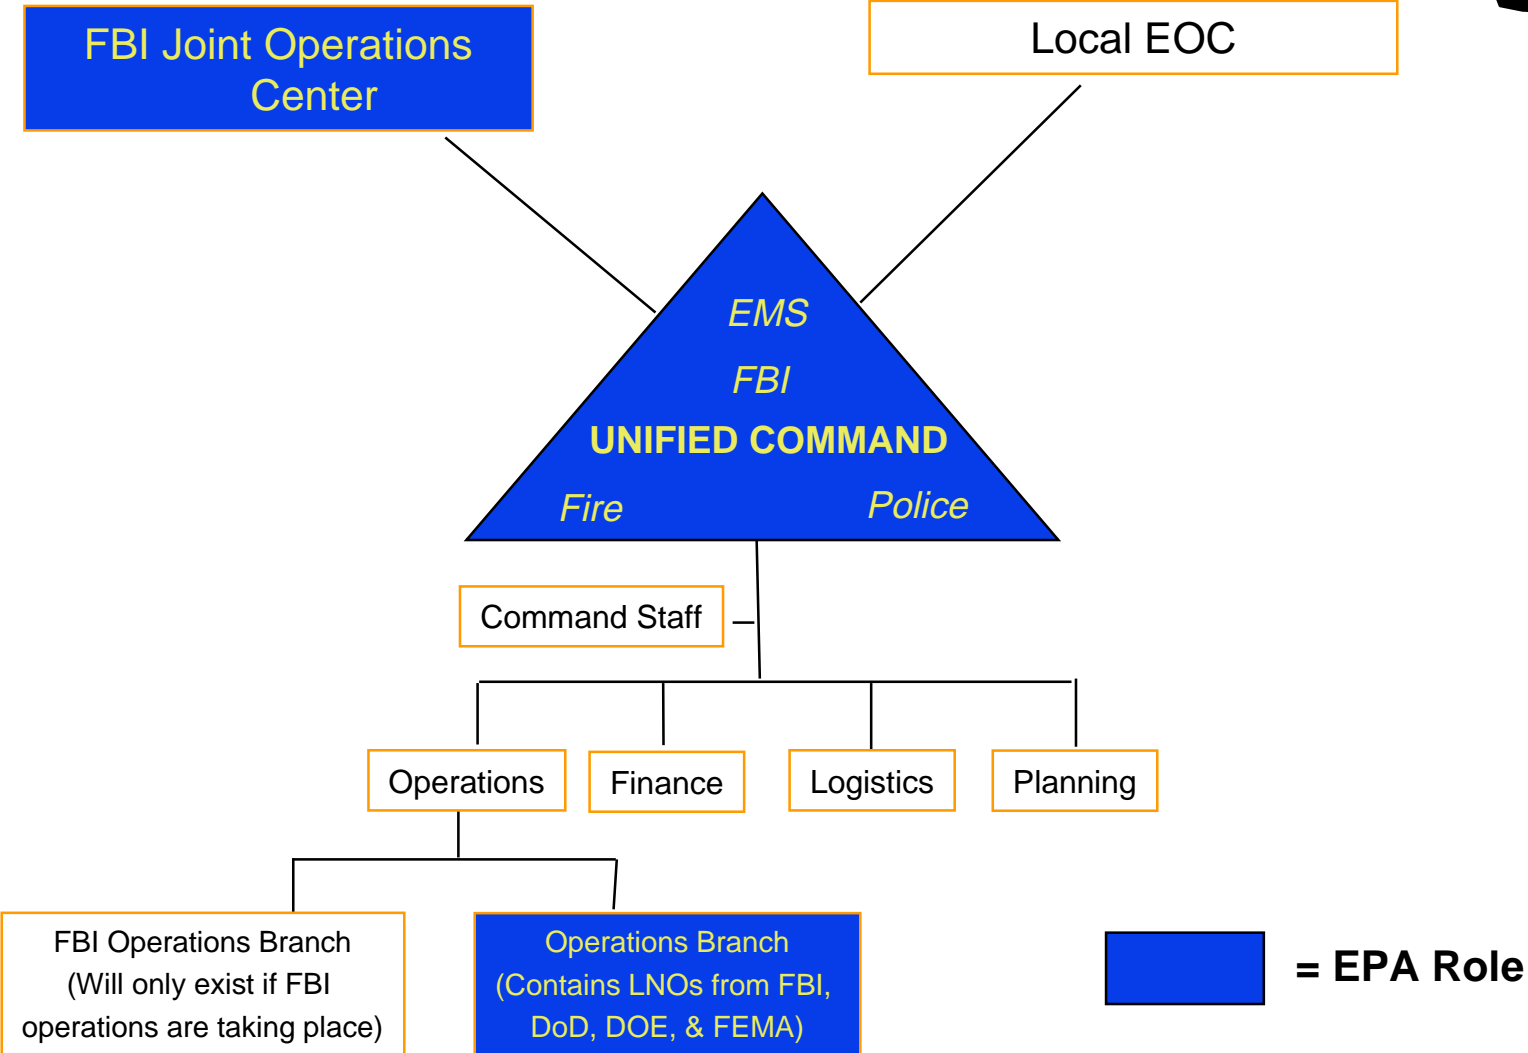 FBI Joint Operations
Center
Local EOC
EMS
FBI
UNIFIED COMMAND
Fire Police
Command Staff
Operations Finance Logistics Planning
FBI Operations Branch
(Will only exist if FBI
operations are taking place)
Operations Branch
(Contains LNOs from FBI,
DoD, DOE, & FEMA)
= EPA Role